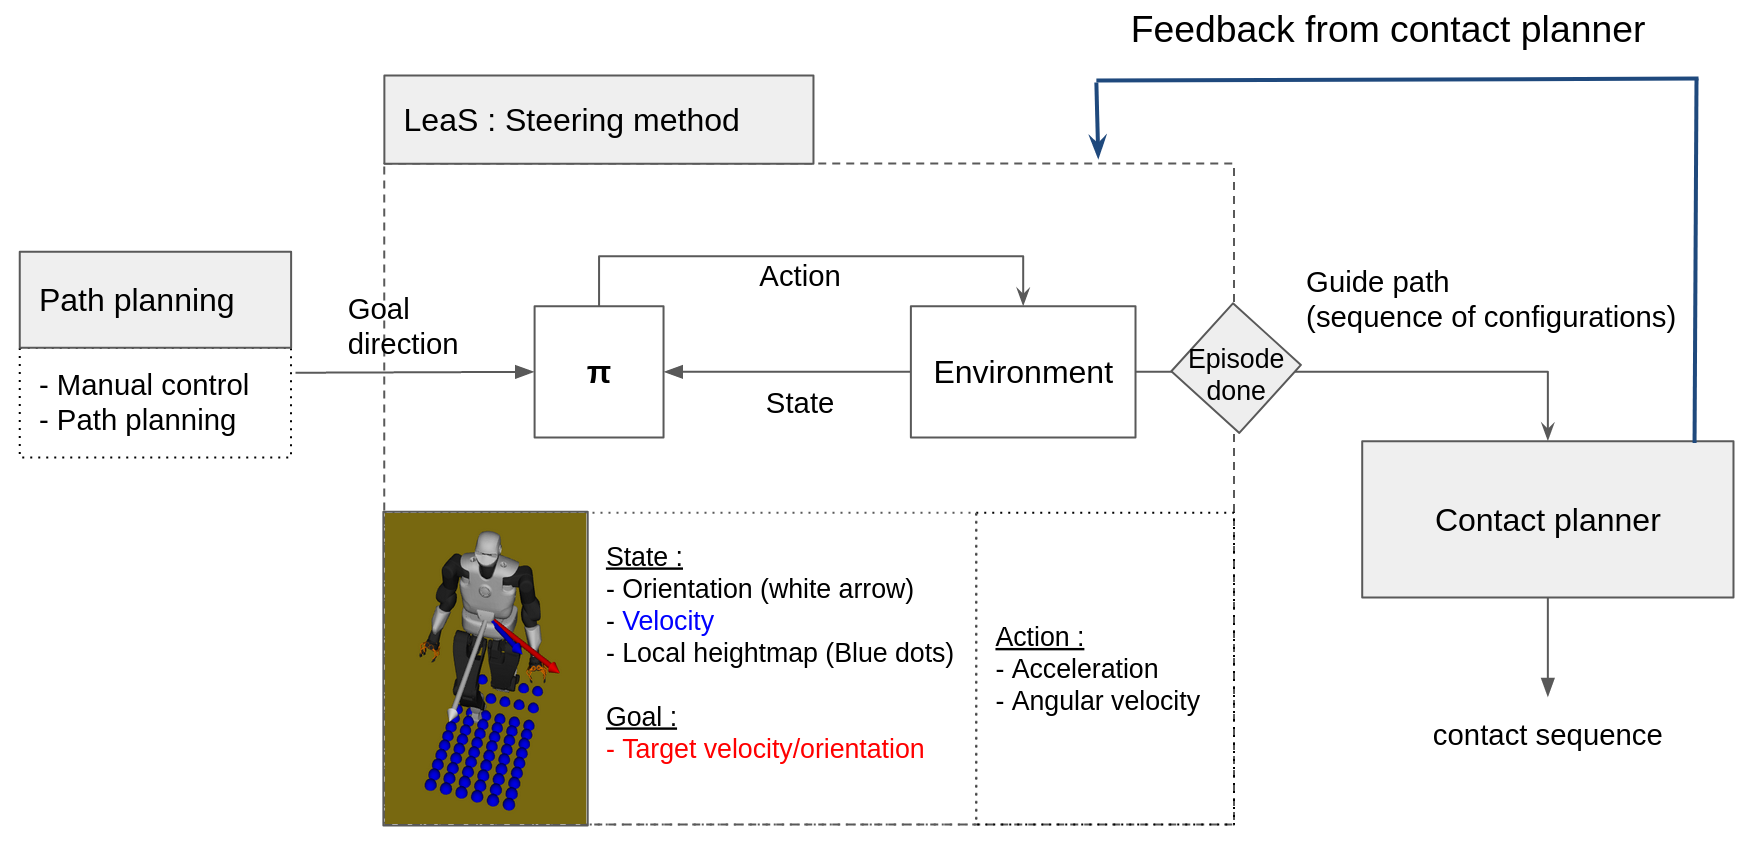 Feedback from contact planner
LeaS : Steering method
Path planning
- Manual control
- Path planning
Goal
direction
Action
π
Environment
State
Episode
done
Guide path
(sequence of configurations)
Contact planner
contact sequence
State :
- Orientation (white arrow)
- Velocity
- Local heightmap (Blue dots)
Goal :
- Target velocity/orientation
Action :
- Acceleration
- Angular velocity